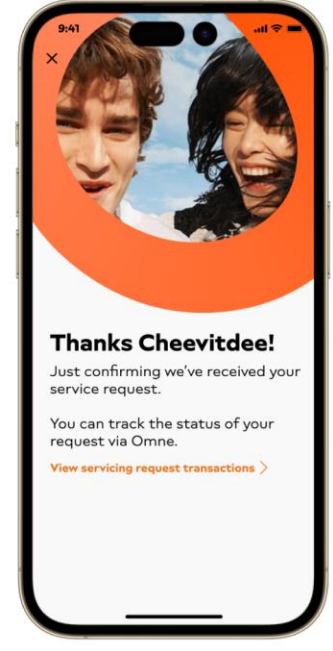 9:41
Thanks Cheevitdee!
Just confirming we've received your
service request.
You can track the status of your
request via Omne.
View servicing request transactions